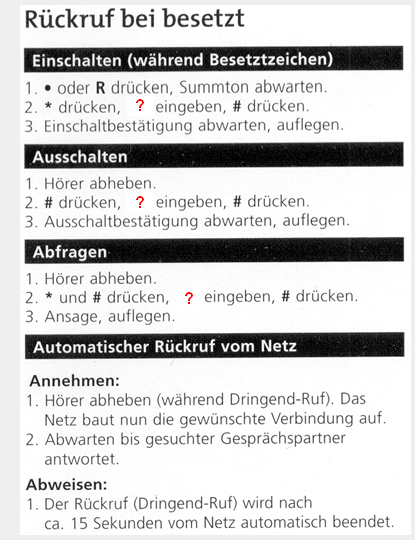 Rückruf bei besetzt
Einschalten (während Besetztzeichen)
1. • oder R drücken, Summton abwarten.
2. * drücken, ? eingeben, # drücken.
3. Einschaltbestätigung abwarten, auflegen.
Ausschalten
1. Hörer abheben.
2. # drücken, ? eingeben, # drücken.
3. Ausschaltbestätigung abwarten, auflegen.
Abfragen
1. Hörer abheben.
2. * und # drücken, ? eingeben, # drücken.
3. Ansage, auflegen.
Automatischer Rückruf vom Netz
Annehmen:
1. Hörer abheben (während Dringend-Ruf). Das
Netz baut nun die gewünschte Verbindung auf.
2. Abwarten bis gesuchter Gesprächspartner
antwortet.
Abweisen:
1. Der Rückruf (Dringend-Ruf) wird nach
ca. 15 Sekunden vom Netz automatisch beendet.